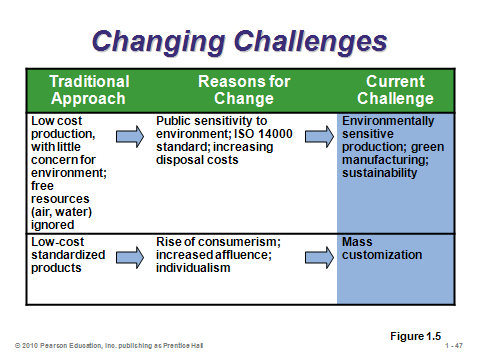 Changing Challenges
Traditional
Approach
Reasons for
Change
Current
Challenge
Low cost
production,
with little
concern for
environment;
free
resources
(air, water)
ignored
Public sensitivity to
environment; ISO 14000
standard; increasing
disposal costs
Environmentally
sensitive
production; green
manufacturing;
sustainability
Low-cost
standardized
products
Rise of consumerism;
increased affluence;
individualism
Mass
customization
Figure 1.5
© 2010 Pearson Education, Inc. publishing as Prentice Hall
1 - 47